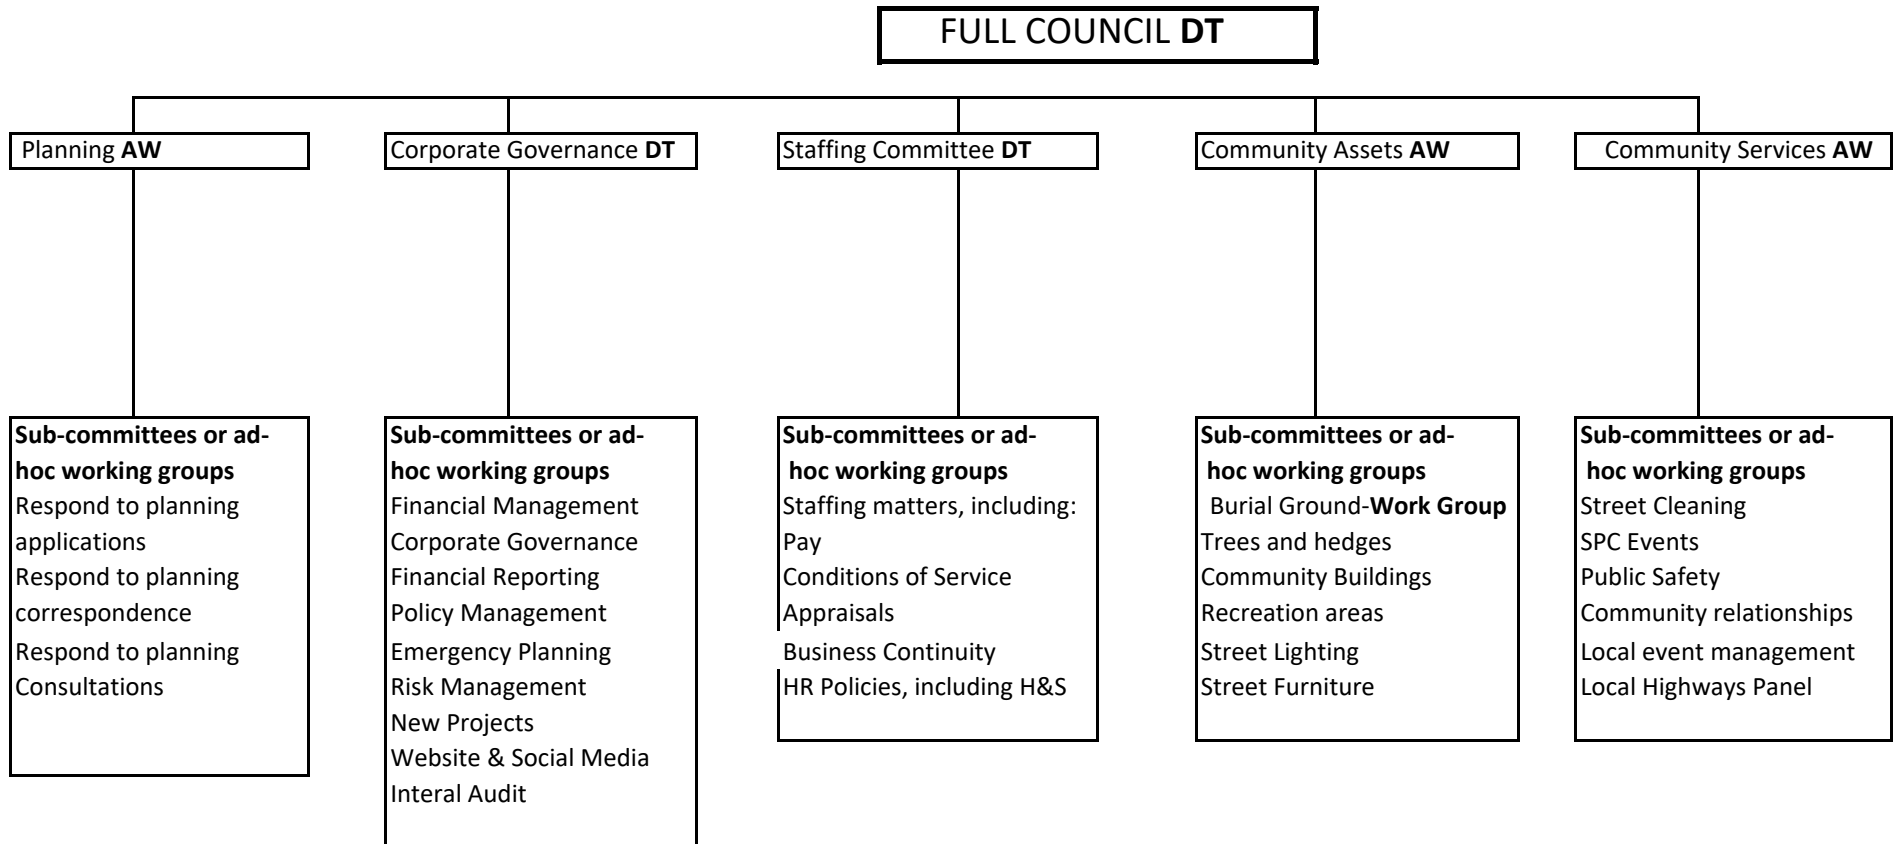 FULL COUNCIL DT
Planning AW
Corporate Governance DT
Staffing Committee DT
Community Assets AW
Community Services AW
Sub-committees or ad-
hoc working groups
Respond to planning
applications
Respond to planning
correspondence
Respond to planning
Consultations
Sub-committees or ad-
hoc working groups
Financial Management
Corporate Governance
Financial Reporting
Policy Management
Emergency Planning
Risk Management
New Projects
Website & Social Media
Interal Audit
Sub-committees or ad-
hoc working groups
Staffing matters, including:
Pay
Conditions of Service
Appraisals
Business Continuity
HR Policies, including H&S
Sub-committees or ad-
hoc working groups
Burial Ground-Work Group
Trees and hedges
Community Buildings
Recreation areas
Street Lighting
Street Furniture
Sub-committees or ad-
hoc working groups
Street Cleaning
SPC Events
Public Safety
Community relationships
Local event management
Local Highways Panel